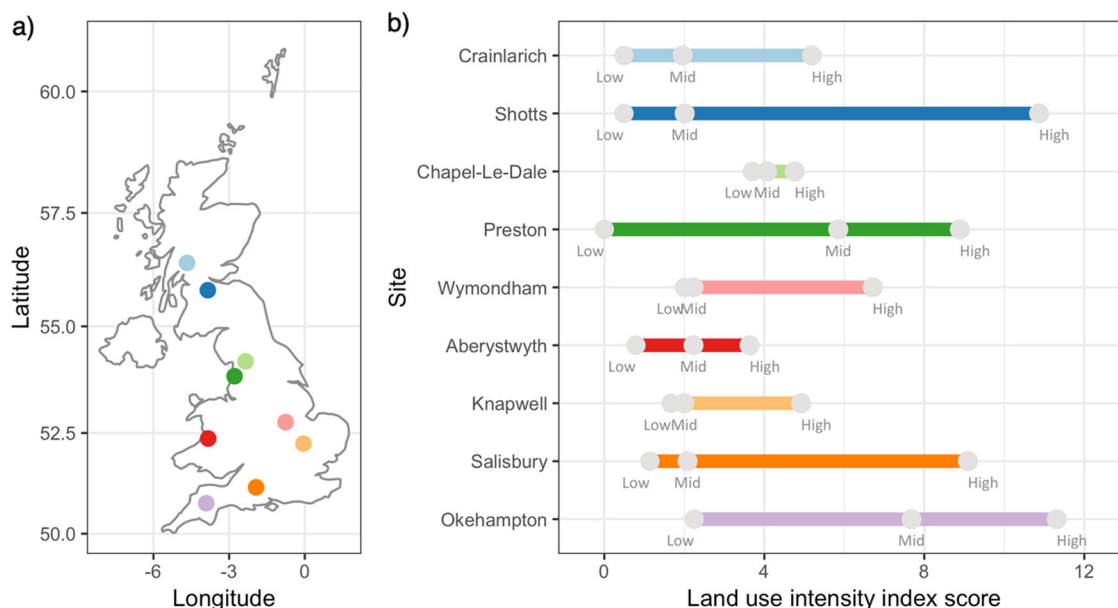 a)
Latitude
60.0
57.5
55.0
52.5
50.0
-6
-3
0
Longitude
b)
Site
Crainlarich
Low
Mid
High
Shotts
Low
Mid
High
Chapel-Le-Dale
Low
Mid
High
Preston
Low
Mid
High
Wymondham
Low
Mid
High
Aberystwyth
Low
Mid
High
Knapwell
Low
Mid
High
Salisbury
Low
Mid
High
Okehampton
Low
Mid
High
0
4
8
12
Land use intensity index score